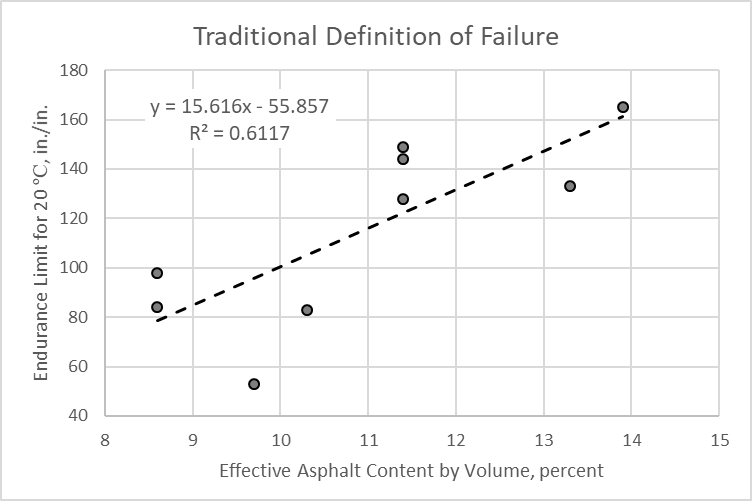 Traditional Definition of Failure
y = 15.616x - 55.857
R² = 0.6117
Endurance Limit for 20 °C, in./in.
180
160
140
120
100
80
60
40
8 9 10 11 12 13 14 15
Effective Asphalt Content by Volume, percent